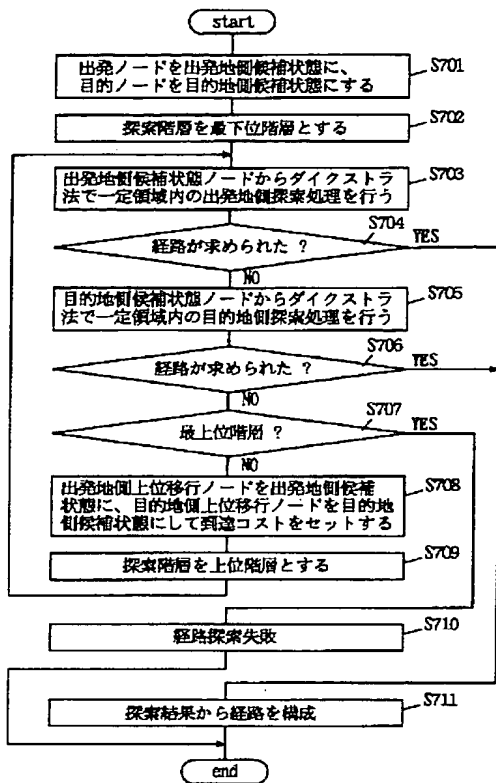 start
出発ノードを出発地側候補状態に、
目的ノードを目的地側候補状態にする
S701
探索階層を最下位階層とする
S702
出発地側候補状態ノードからダイクストラ
法で一定領域内の出発地側探索処理を行う
S703
経路が求められた ?
S704
YES
NO
目的地側候補状態ノードからダイクストラ
法で一定領域内の目的地側探索処理を行う
S705
経路が求められた ?
S706
YES
NO
最上位階層 ?
S707
YES
NO
出発地側上位移行ノードを出発地側候補
状態に、目的地側上位移行ノードを目的地
側候補状態にして到達コストをセットする
S708
探索階層を上位階層とする
S709
経路探索失敗
S710
探索結果から経路を構成
S711
end